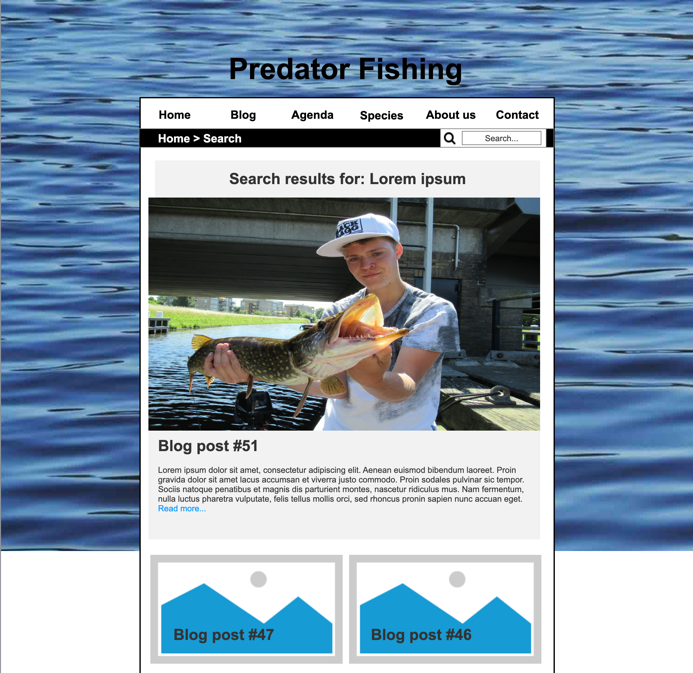 Predator Fishing
Home Blog Agenda Species About us Contact
Home > Search
Search...
Search results for: Lorem ipsum
Blog post #51
Lorem ipsum dolor sit amet, consectetur adipiscing elit. Aenean euismod bibendum laoreet. Proin
gravida dolor sit amet lacus accumsan et viverra justo commodo. Proin sodales pulvinar sic tempor.
Sociis natoque penatibus et magnis dis parturient montes, nascetur ridiculus mus. Nam fermentum,
nulla luctus pharetra vulputate, felis tellus mollis orci, sed rhoncus pronin sapien nunc accuan eget.
Read more...
Blog post #47
Blog post #46